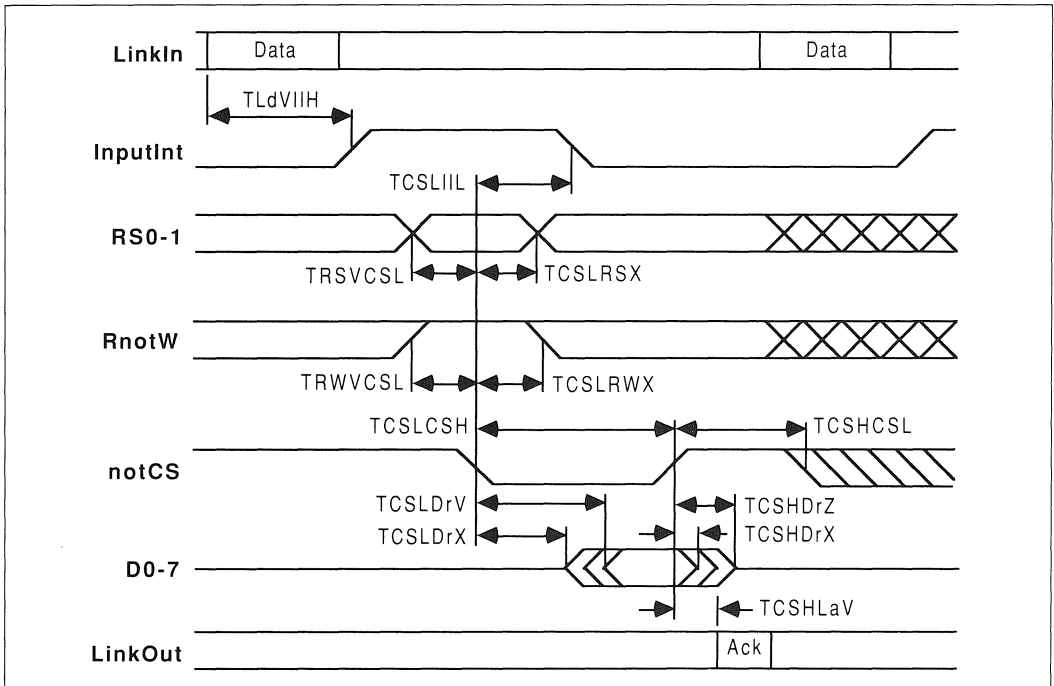 LinkIn
Data
Data
TLdVIIH
InputInt
TCSLIIL
RS0-1
TRSVCSL
TCSLRSX
RnotW
TRWVCSL
TCSLRWX
TCSLCSH
TCSHCSL
notCS
TCSLDrV
TCSHDrZ
TCSLDrX
TCSHDrX
D0-7
TCSHLaV
LinkOut
Ack